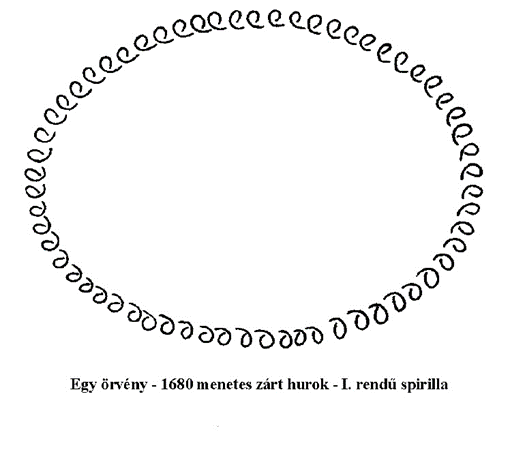 Egy örvény - 1680 menetes zárt hurok - I. rendű spirilla